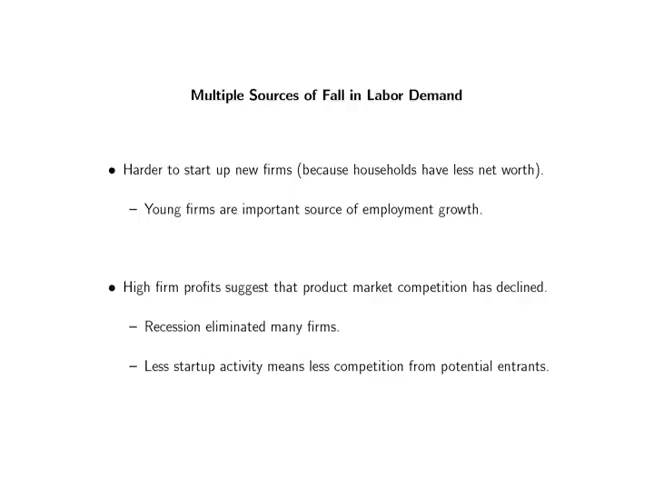 Multiple Sources of Fall in Labor Demand
• Harder to start up new firms (because households have less net worth).
– Young firms are important source of employment growth.
• High firm profits suggest that product market competition has declined.
– Recession eliminated many firms.
– Less startup activity means less competition from potential entrants.